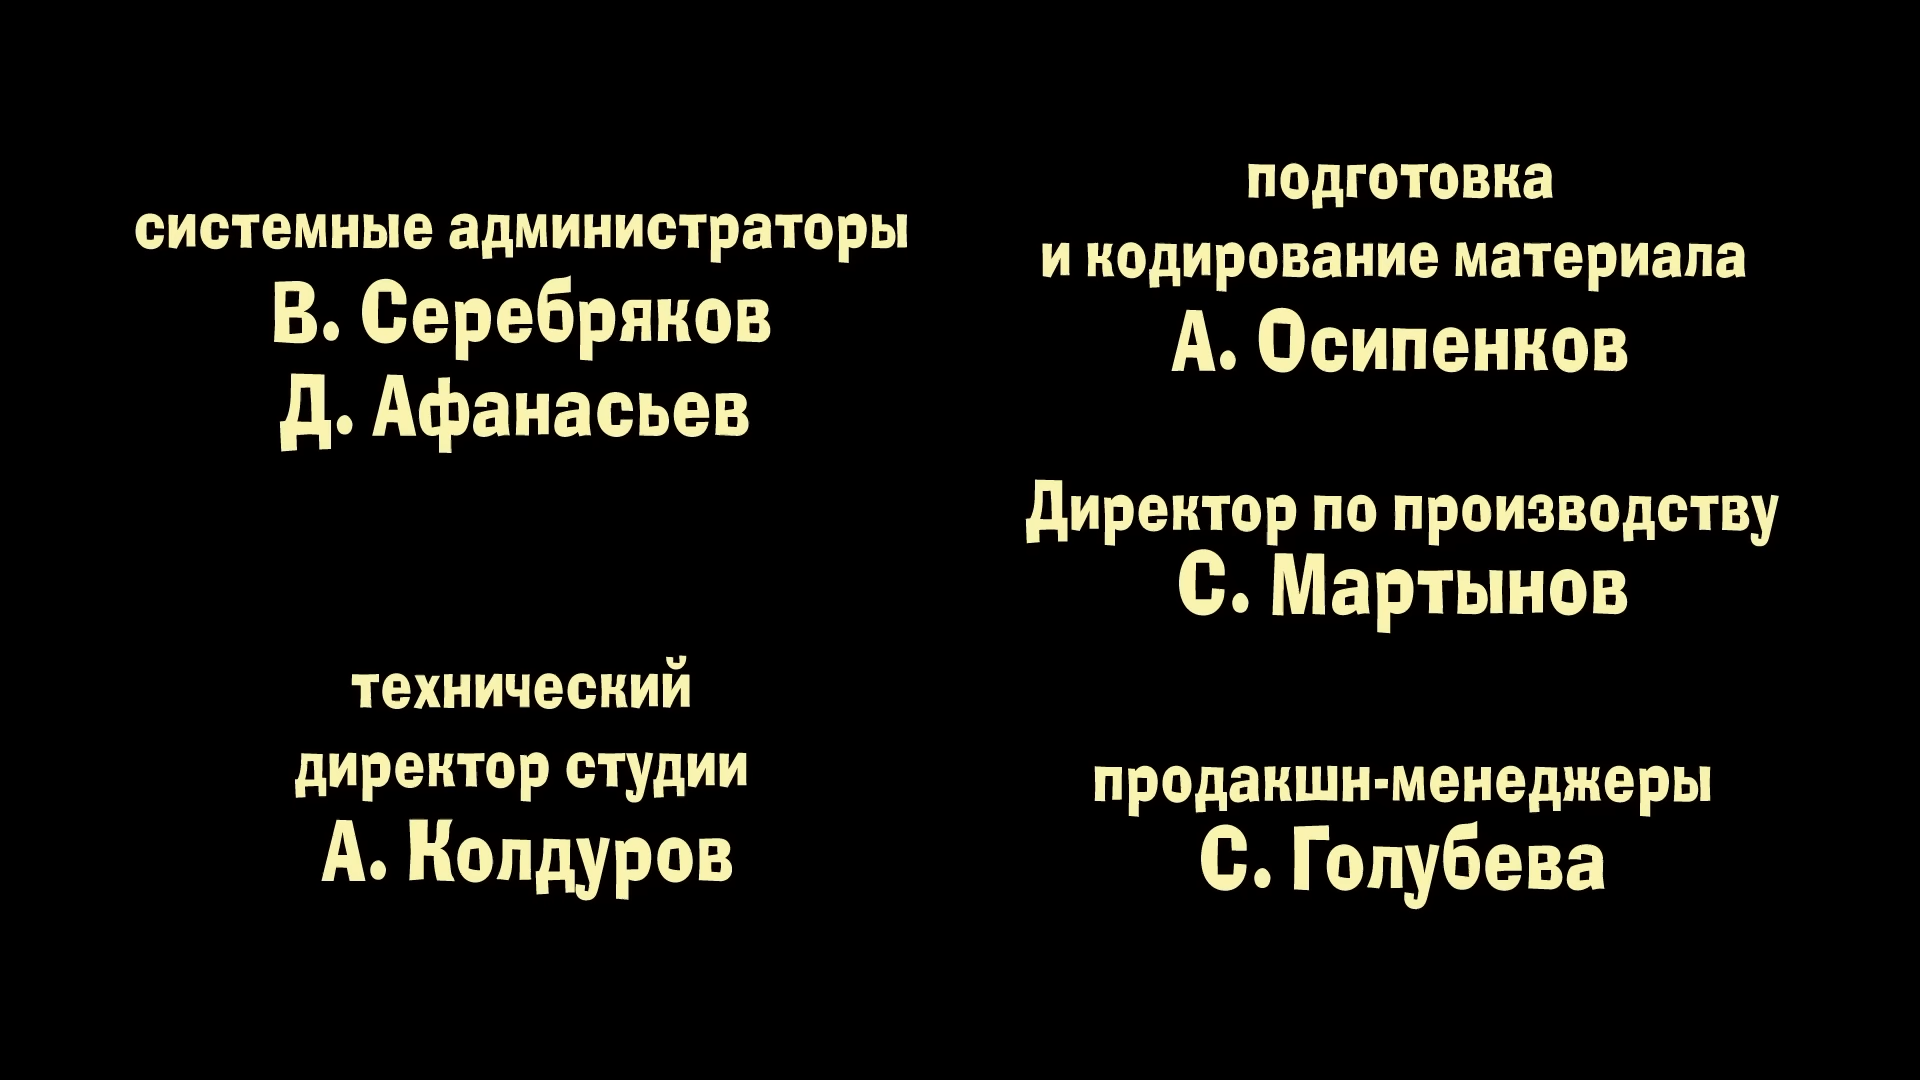 системные администраторы
В. Серебряков
Д. Афанасьев
технический
директор студии
А. Колдуров
подготовка
и кодирование материала
А. Осипенков
Директор по производству
С. Мартынов
продакшн-менеджеры
С. Голубева